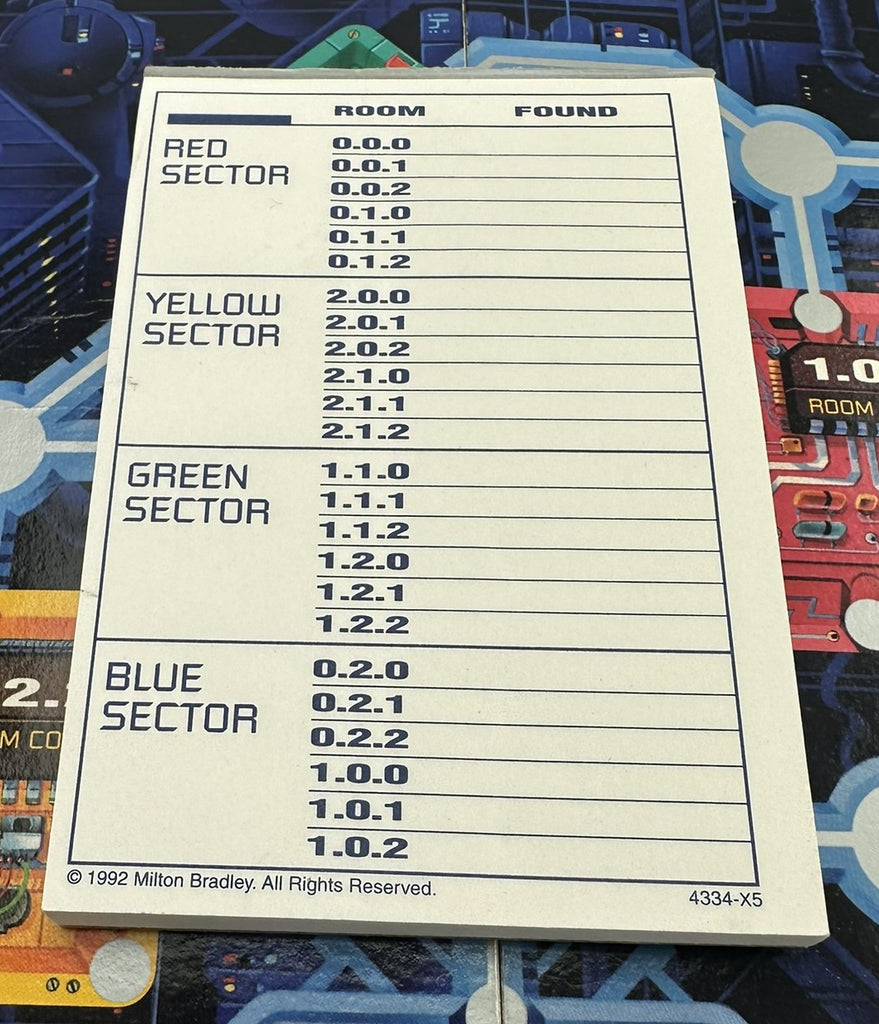 ROOM FOUND
RED SECTOR
0.0.0
0.0.1
0.0.2
0.1.0
0.1.1
0.1.2
YELLOW SECTOR
2.0.0
2.0.1
2.0.2
2.1.0
2.1.1
2.1.2
GREEN SECTOR
1.1.0
1.1.1
1.1.2
1.2.0
1.2.1
1.2.2
BLUE SECTOR
0.2.0
0.2.1
0.2.2
1.0.0
1.0.1
1.0.2
© 1992 Milton Bradley. All Rights Reserved.
4334-X5
1.0
ROOM
2.
M CO